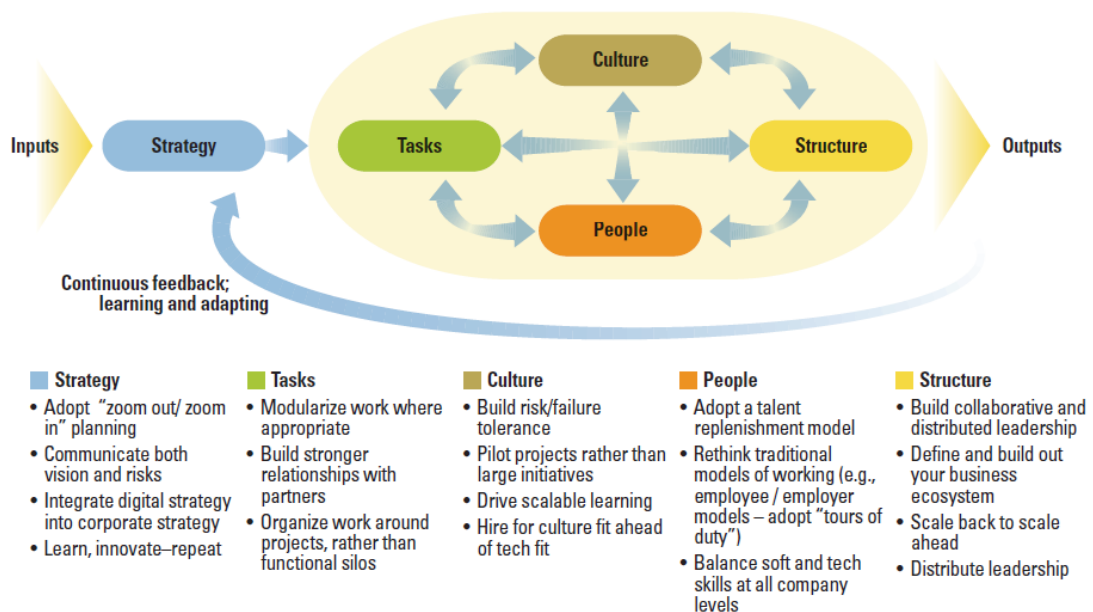 Culture
Inputs
Strategy
Tasks
Structure
Outputs
People
Continuous feedback;
learning and adapting
Strategy
• Adopt “zoom out/ zoom
in” planning
• Communicate both
vision and risks
• Integrate digital strategy
into corporate strategy
• Learn, innovate–repeat
Tasks
• Modularize work where
appropriate
• Build stronger
relationships with
partners
• Organize work around
projects, rather than
functional silos
Culture
• Build risk/failure
tolerance
• Pilot projects rather than
large initiatives
• Drive scalable learning
• Hire for culture fit ahead
of tech fit
People
• Adopt a talent
replenishment model
• Rethink traditional
models of working (e.g.,
employee / employer
models – adopt “tours of
duty”)
• Balance soft and tech
skills at all company
levels
Structure
• Build collaborative and
distributed leadership
• Define and build out
your business
ecosystem
• Scale back to scale
ahead
• Distribute leadership